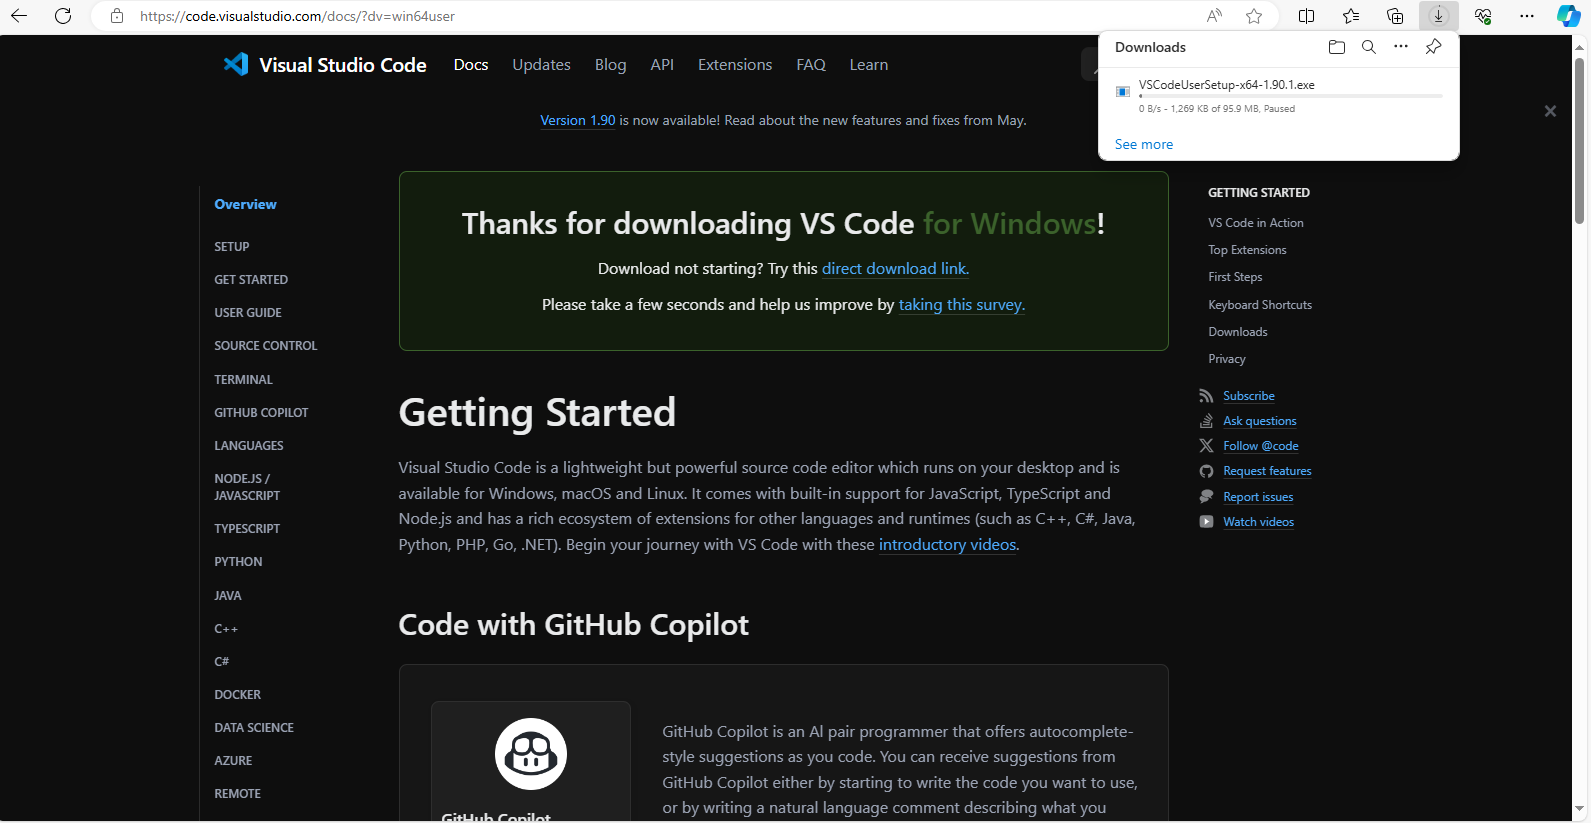 https://code.visualstudio.com/docs/?dv=win64user
Visual Studio Code
Docs
Updates
Blog
API
Extensions
FAQ
Learn
Downloads
VSCodeUserSetup-x64-1.90.1.exe
0 B/s - 1,269 KB of 95.9 MB, Paused
See more
Version 1.90 is now available! Read about the new features and fixes from May.
Overview
SETUP
GET STARTED
USER GUIDE
SOURCE CONTROL
TERMINAL
GITHUB COPILOT
LANGUAGES
NODE.JS /
JAVASCRIPT
TYPESCRIPT
PYTHON
JAVA
C++
C#
DOCKER
DATA SCIENCE
AZURE
REMOTE
Thanks for downloading VS Code for Windows!
Download not starting? Try this direct download link.
Please take a few seconds and help us improve by taking this survey.
Getting Started
Visual Studio Code is a lightweight but powerful source code editor which runs on your desktop and is
available for Windows, macOS and Linux. It comes with built-in support for JavaScript, TypeScript and
Node.js and has a rich ecosystem of extensions for other languages and runtimes (such as C++, C#, Java,
Python, PHP, Go, .NET). Begin your journey with VS Code with these introductory videos.
Code with GitHub Copilot
GitHub Copilot
GitHub Copilot is an AI pair programmer that offers autocomplete-
style suggestions as you code. You can receive suggestions from
GitHub Copilot either by starting to write the code you want to use,
or by writing a natural language comment describing what you
GETTING STARTED
VS Code in Action
Top Extensions
First Steps
Keyboard Shortcuts
Downloads
Privacy
Subscribe
Ask questions
Follow @code
Request features
Report issues
Watch videos